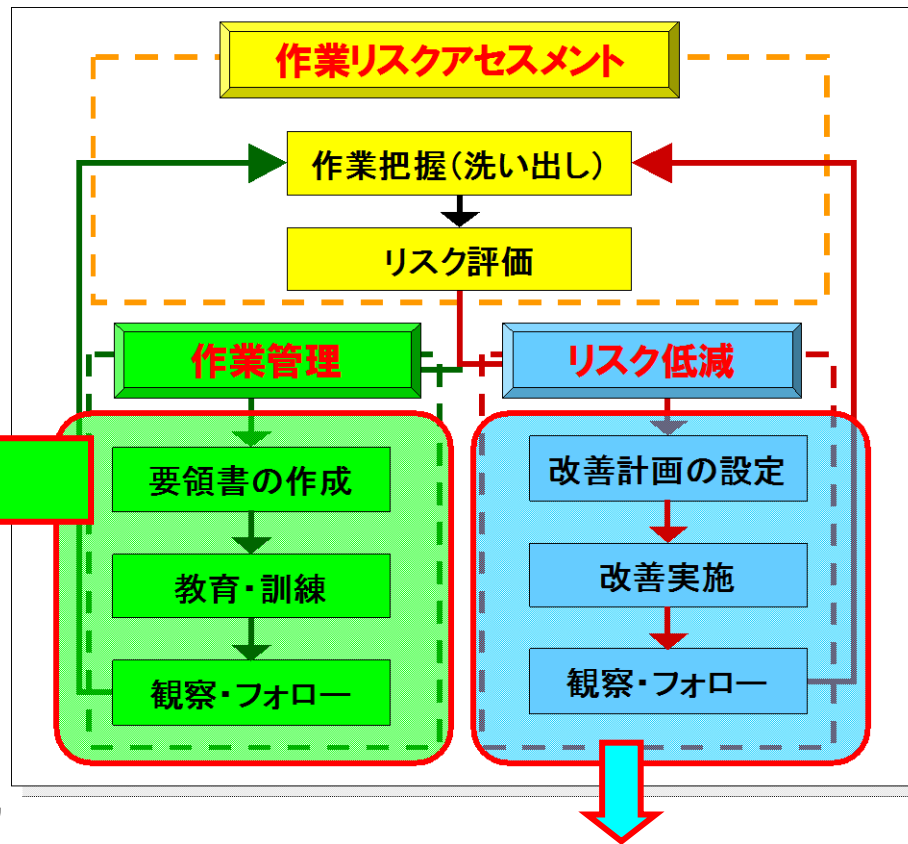 作業リスクアセスメント
作業把握(洗い出し)
リスク評価
作業管理
リスク低減
要領書の作成
改善計画の設定
教育・訓練
改善実施
観察・フォロー
観察・フォロー